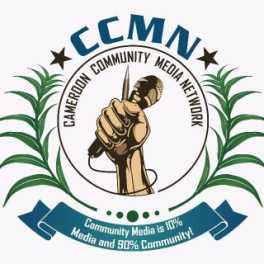 CCMN
CAMEROON COMMUNITY MEDIA NETWORK
Community Media is 10%
Media and 90% Community!